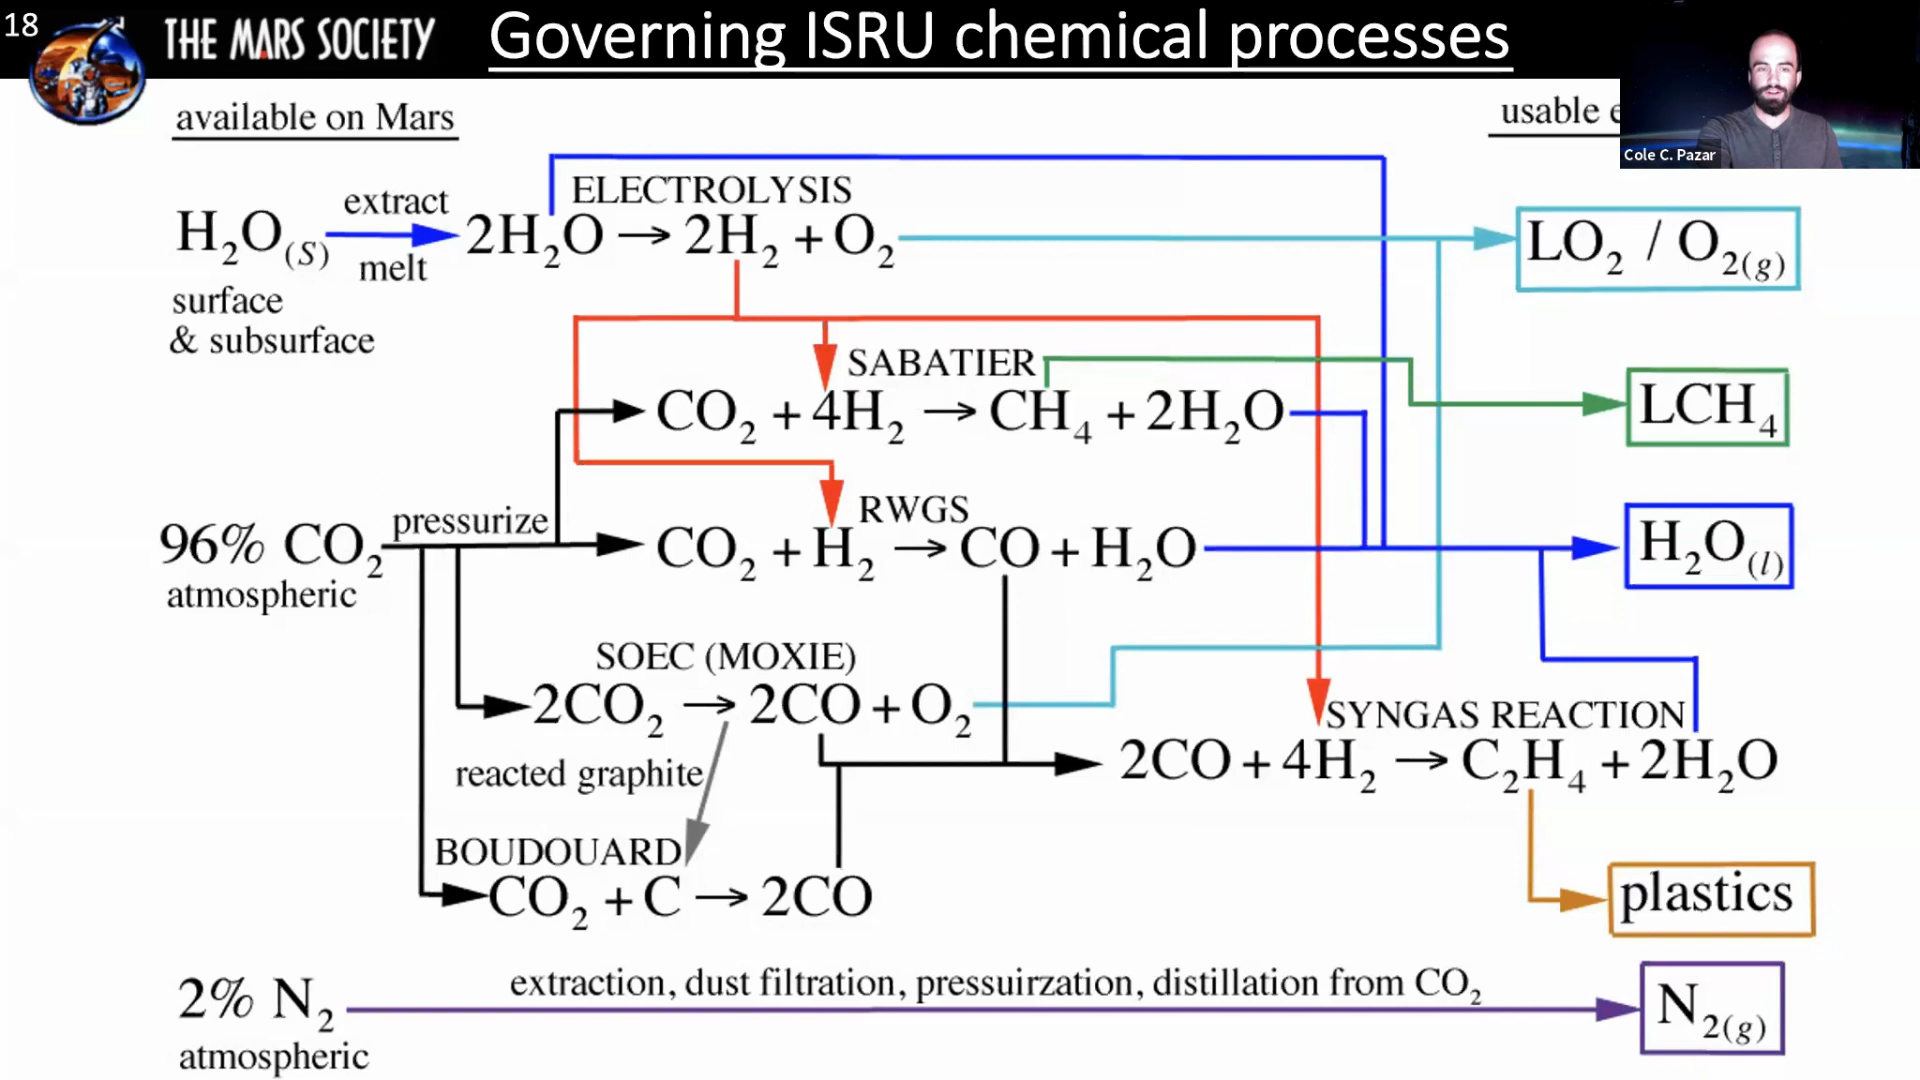 18
THE MARS SOCIETY
Governing ISRU chemical processes
Cole C. Pazar
available on Mars
usable
ELECTROLYSIS
H₂O(S) extract melt 2H₂O → 2H₂ + O₂
LO₂ / O₂(g)
surface
& subsurface
SABATIER
CO₂ + 4H₂ → CH₄ + 2H₂O
LCH₄
96% CO₂
atmospheric
pressurize
RWGS
CO₂ + H₂ → CO + H₂O
H₂O(l)
SOEC (MOXIE)
2CO₂ → 2CO + O₂
reacted graphite
SYNGAS REACTION
2CO + 4H₂ → C₂H₄ + 2H₂O
BOUDOUARD
CO₂ + C → 2CO
plastics
2% N₂
atmospheric
extraction, dust filtration, pressuirzation, distillation from CO₂
N₂(g)